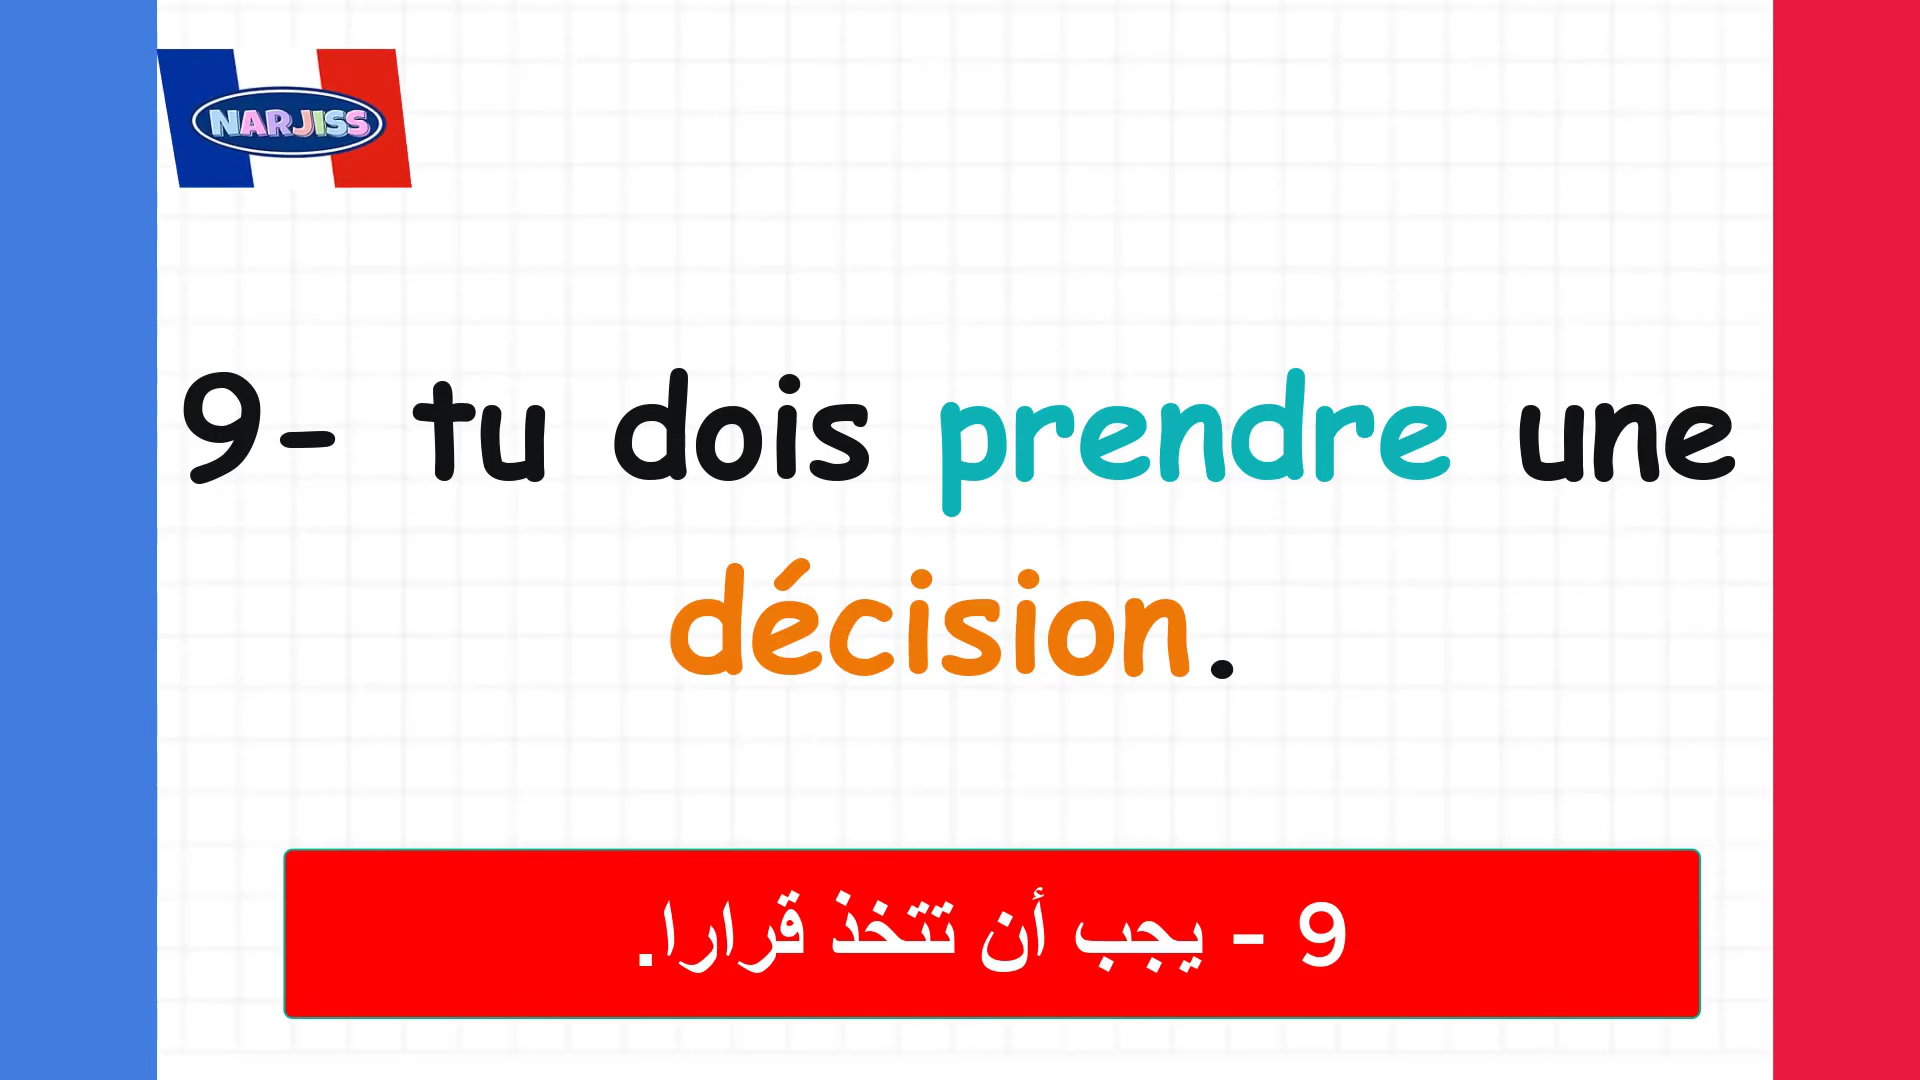 NARJISS
9- tu dois prendre une
décision.
9 - يجب أن تتخذ قرارا.